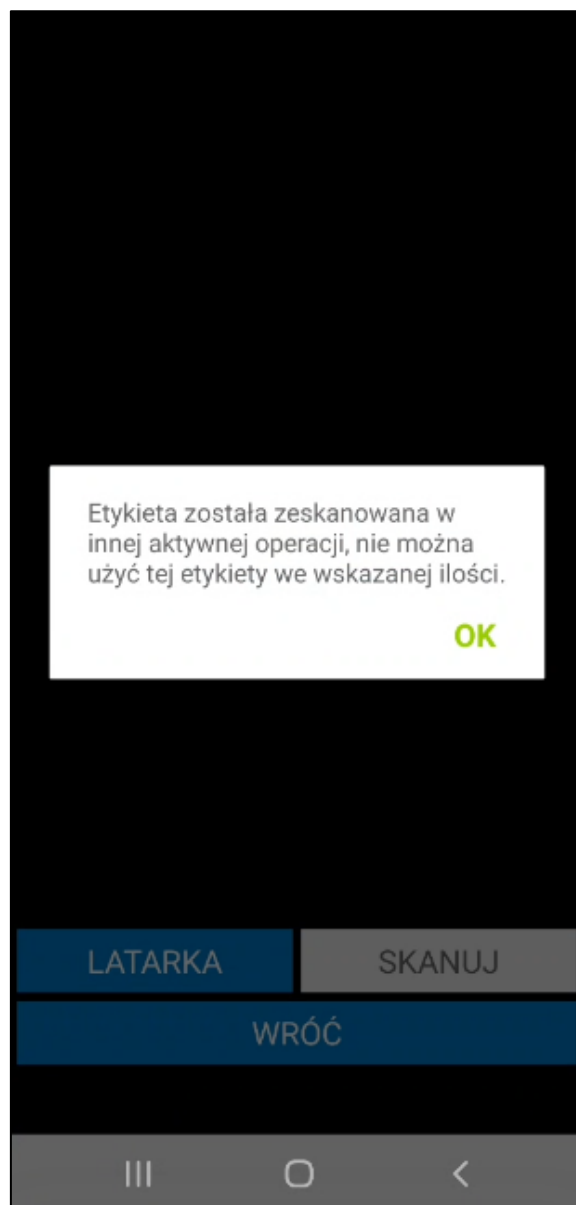 Etykieta została zeskanowana w
innej aktywnej operacji, nie można
użyć tej etykiety we wskazanej ilości.
OK
LATARKA
SKANUJ
WRÓĆ